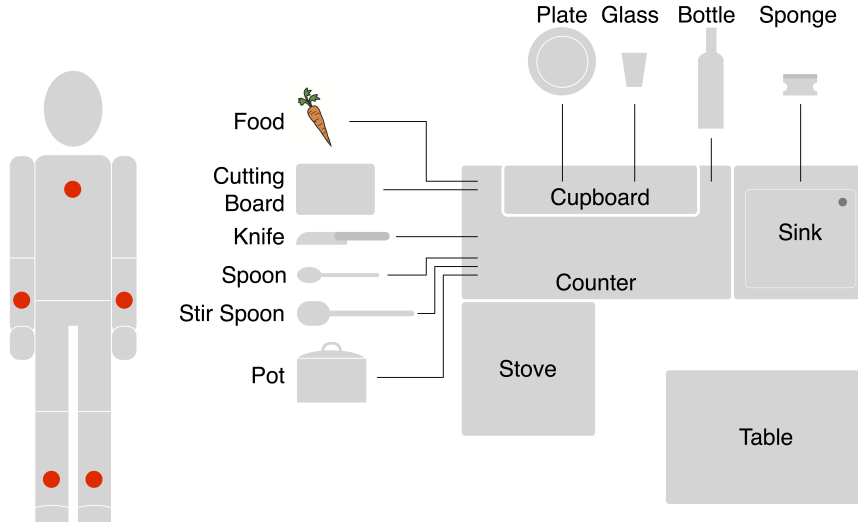 Plate Glass Bottle Sponge
Food
Cutting
Board
Cupboard
Knife
Sink
Spoon
Counter
Stir Spoon
Stove
Pot
Table